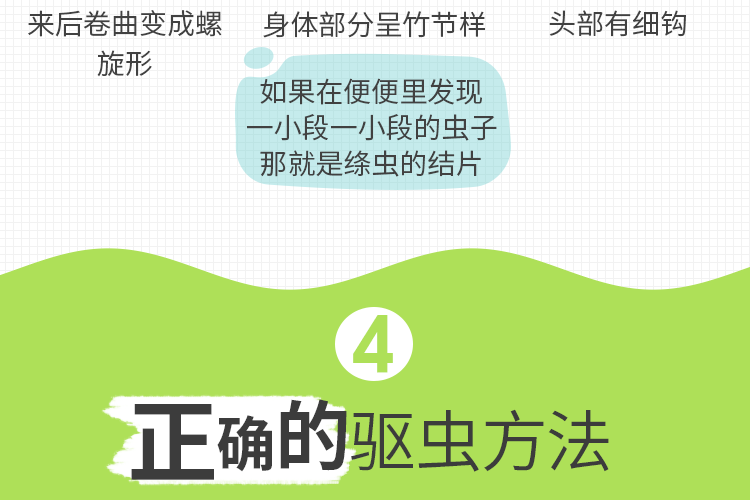 来后卷曲变成螺
旋形
身体部分呈竹节样
头部有细钩
如果在便便里发现
一小段一小段的虫子
那就是绦虫的结片
4
正确的驱虫方法